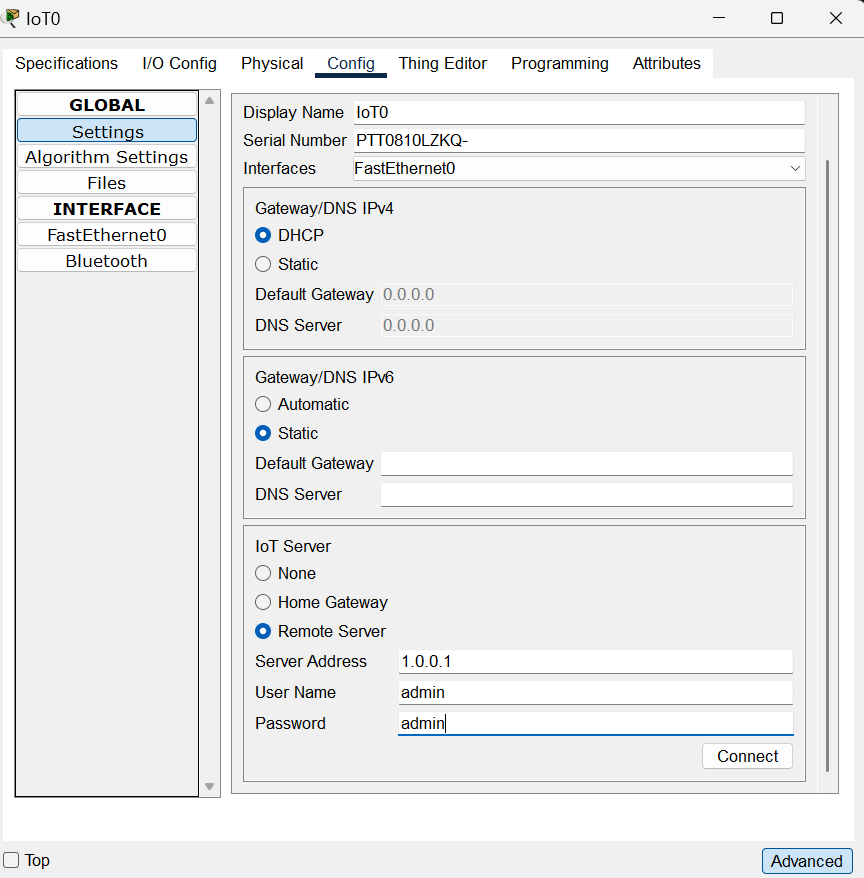 IoT0
Specifications I/O Config Physical Config Thing Editor Programming Attributes
GLOBAL
Settings
Algorithm Settings
Files
INTERFACE
FastEthernet0
Bluetooth
Display Name IoT0
Serial Number PTT0810LZKQ-
Interfaces FastEthernet0
Gateway/DNS IPv4
DHCP
Static
Default Gateway 0.0.0.0
DNS Server 0.0.0.0
Gateway/DNS IPv6
Automatic
Static
Default Gateway
DNS Server
IoT Server
None
Home Gateway
Remote Server
Server Address 1.0.0.1
User Name admin
Password admin
Connect
Top Advanced